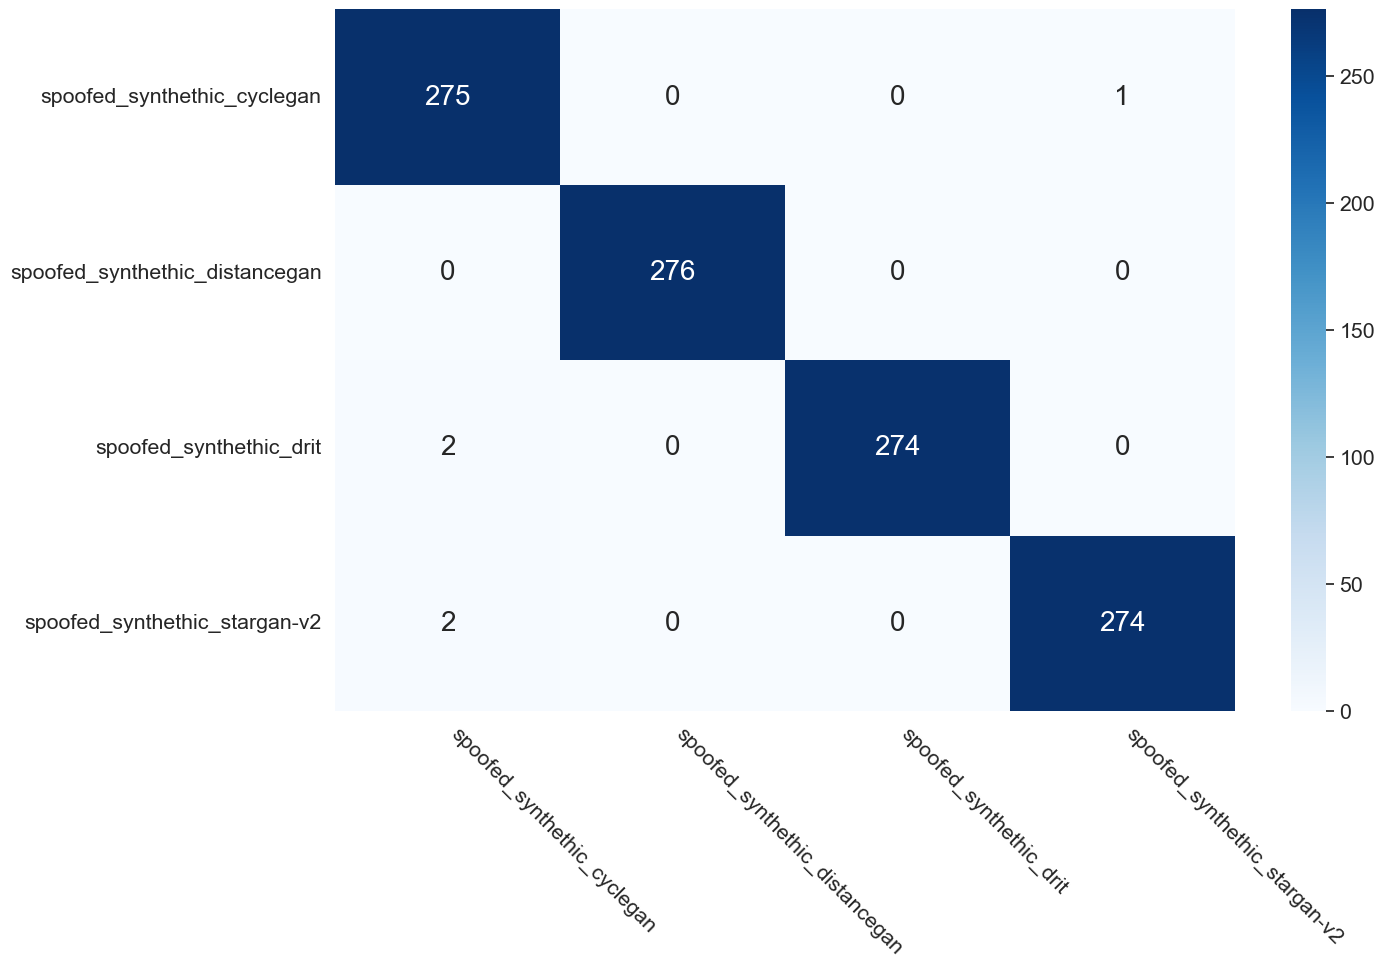 spoofed_synthethic_cyclegan 275 0 0 1
spoofed_synthethic_distancegan 0 276 0 0
spoofed_synthethic_drit 2 0 274 0
spoofed_synthethic_stargan-v2 2 0 0 274
spoofed_synthethic_cyclegan
spoofed_synthethic_distancegan
spoofed_synthethic_drit
spoofed_synthethic_stargan-v2
250
200
150
100
50
0